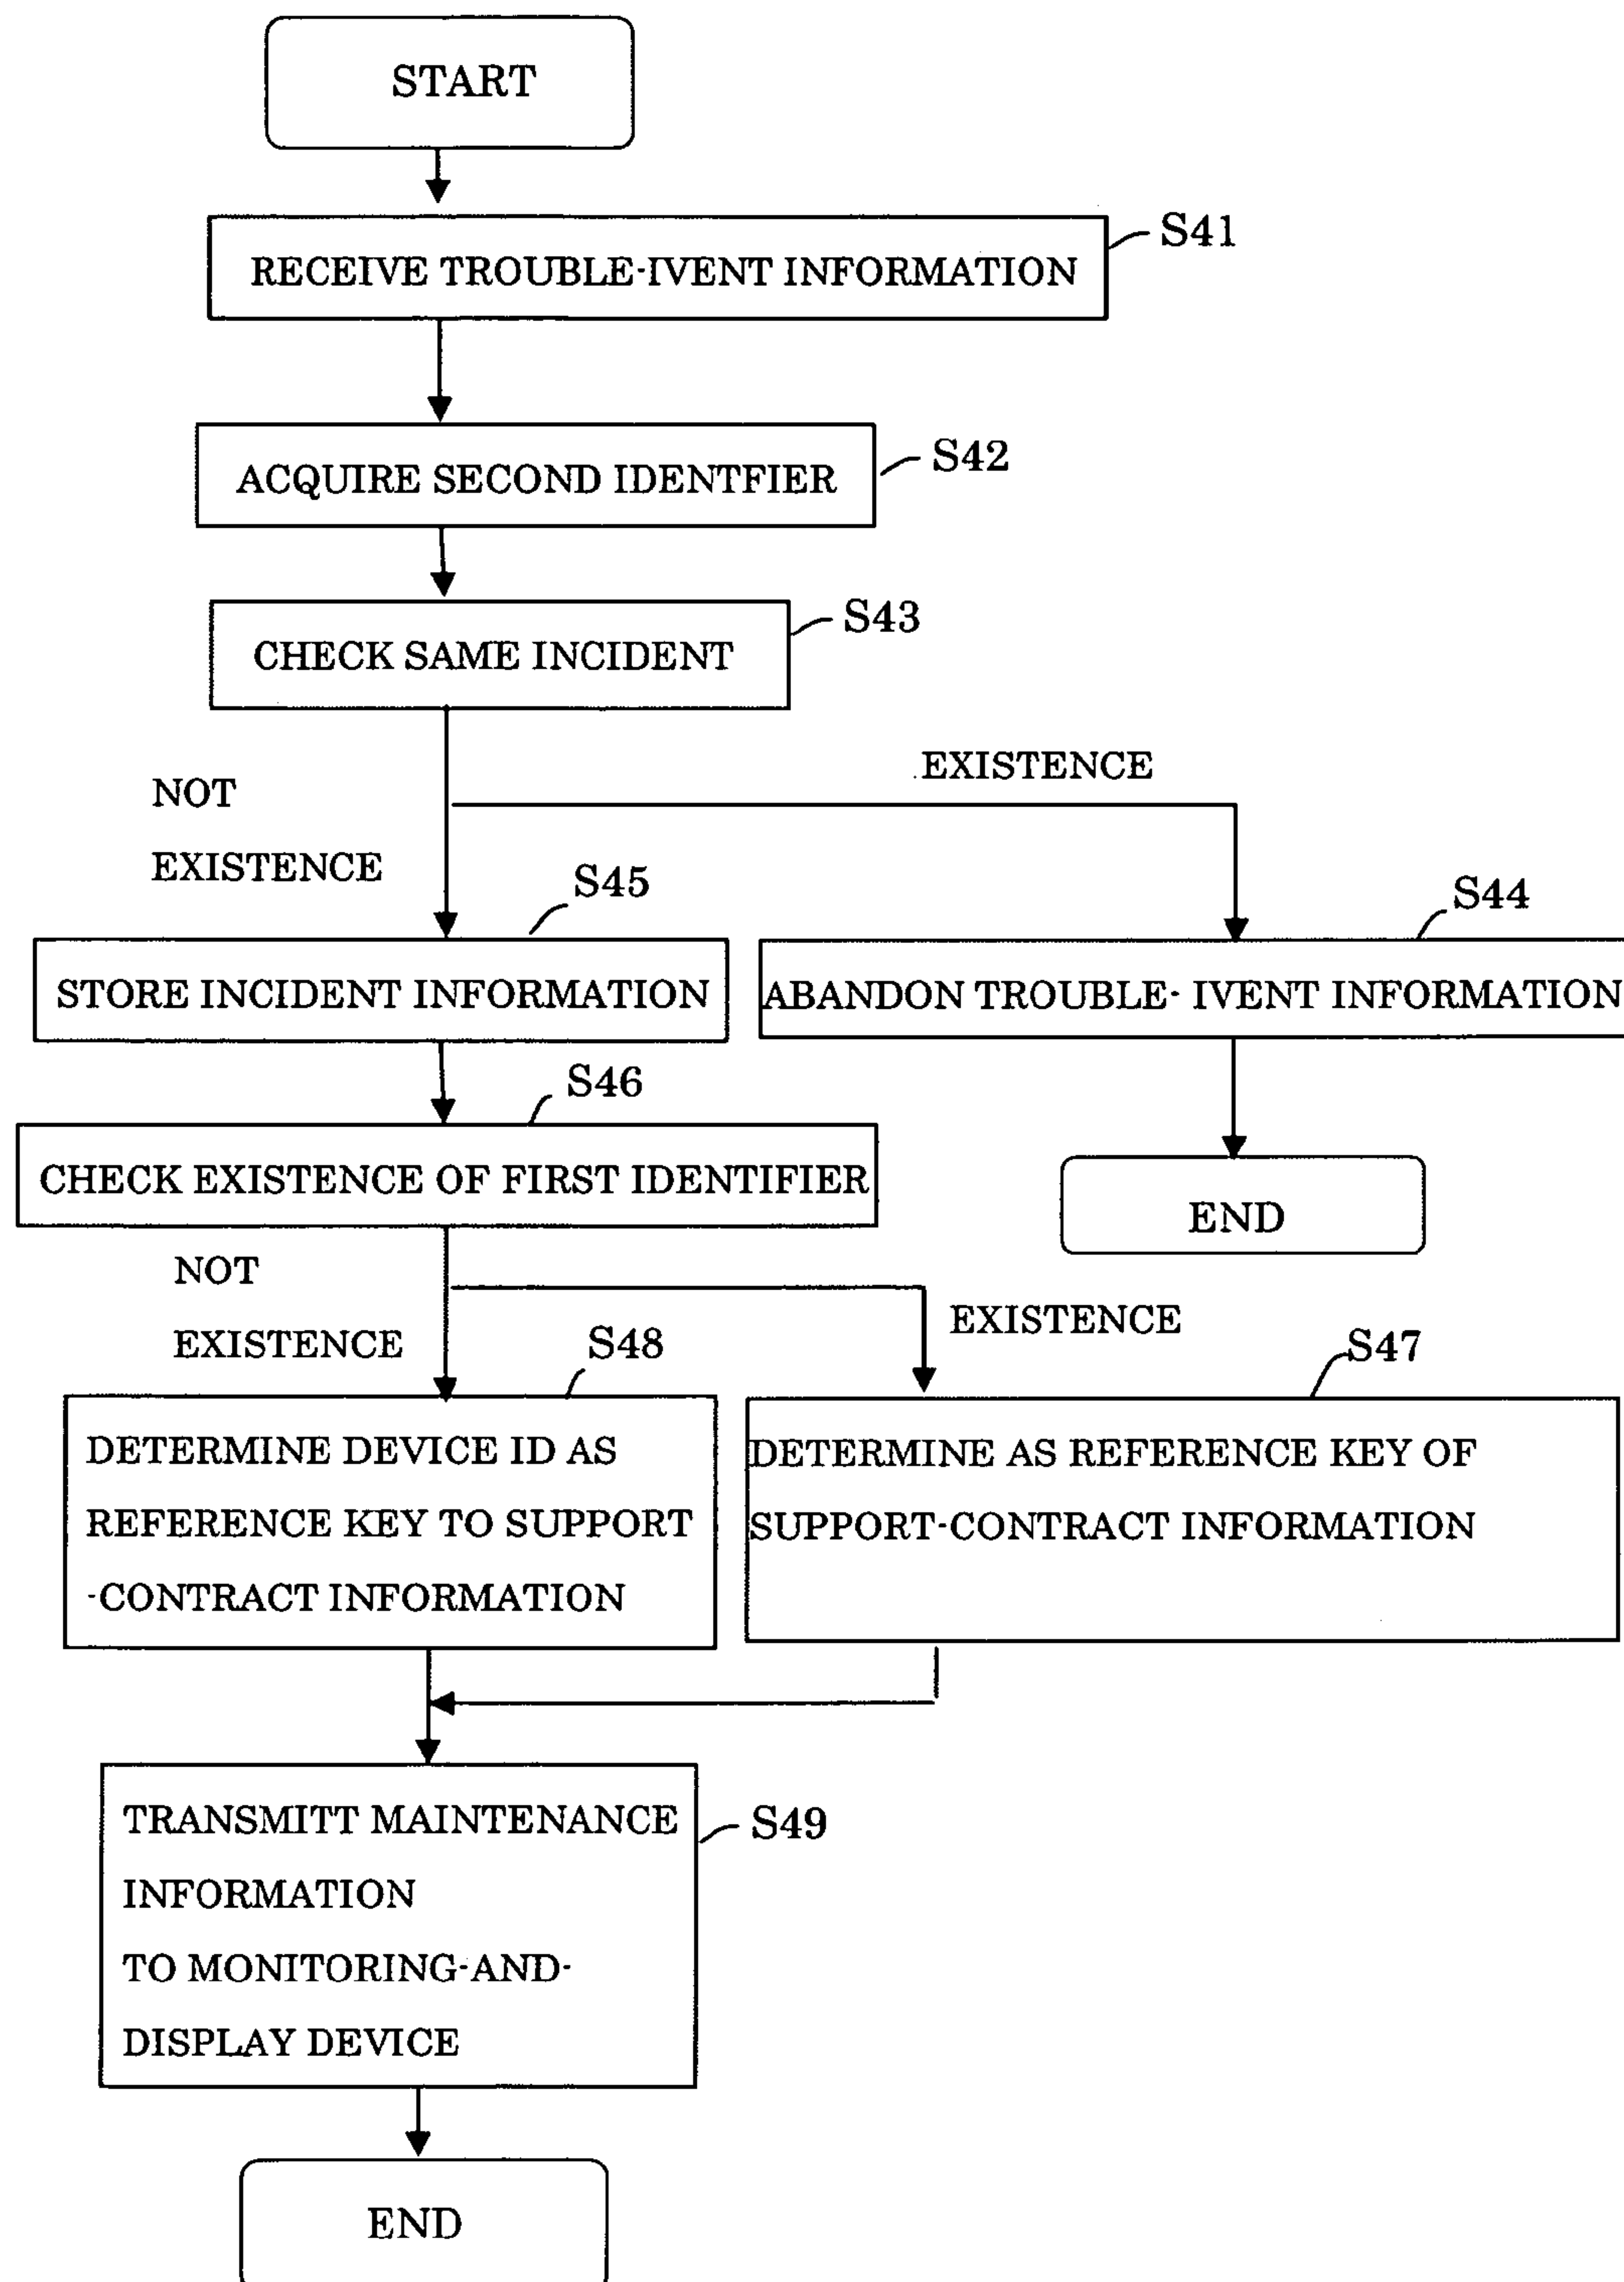 START
S41
RECEIVE TROUBLE-IVENT INFORMATION
S42
ACQUIRE SECOND IDENTFIER
S43
CHECK SAME INCIDENT
EXISTENCE
NOT
EXISTENCE
S45
S44
STORE INCIDENT INFORMATION
ABANDON TROUBLE- IVENT INFORMATION
S46
CHECK EXISTENCE OF FIRST IDENTIFIER
END
NOT
EXISTENCE
EXISTENCE
S48
S47
DETERMINE DEVICE ID AS
REFERENCE KEY TO SUPPORT
-CONTRACT INFORMATION
DETERMINE AS REFERENCE KEY OF
SUPPORT-CONTRACT INFORMATION
TRANSMITT MAINTENANCE
INFORMATION
TO MONITORING-AND-
DISPLAY DEVICE
S49
END